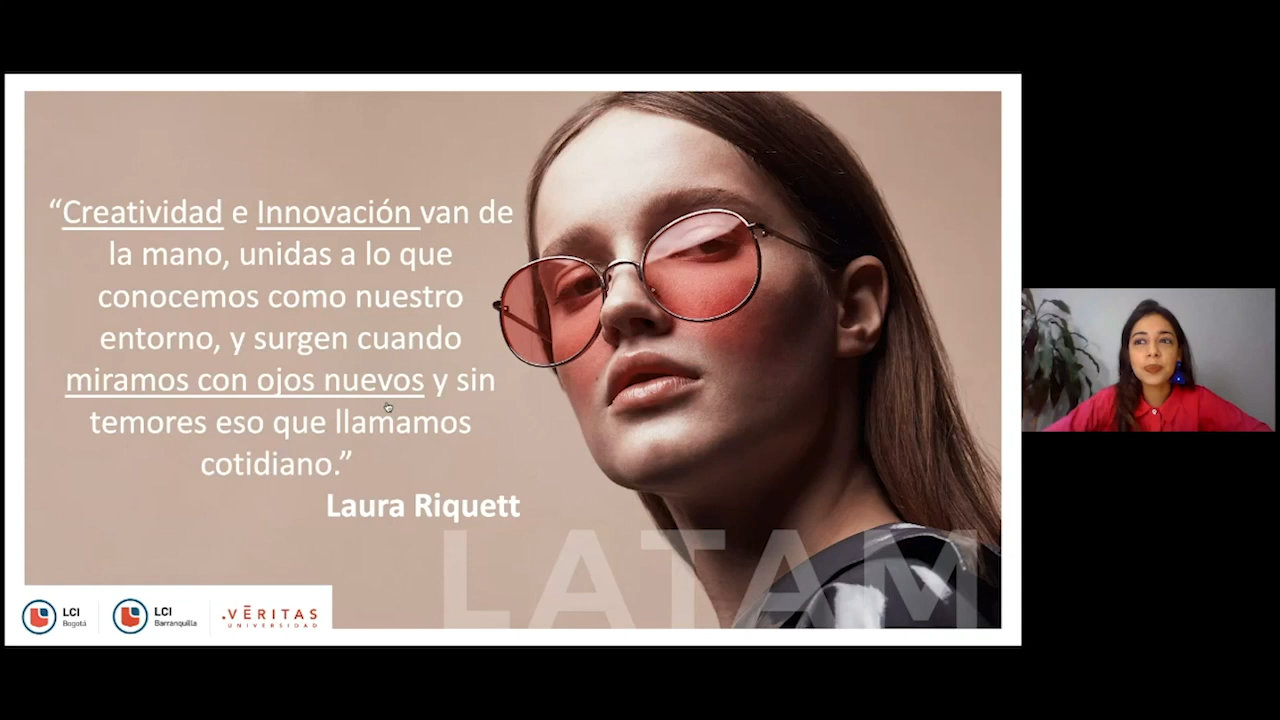 “Creatividad e Innovación van de
la mano, unidas a lo que
conocemos como nuestro
entorno, y surgen cuando
miramos con ojos nuevos y sin
temores eso que llamamos
cotidiano.”
Laura Riquett
LATAM
LCI
Bogotá
LCI
Barranquilla
.VĒRITAS
UNIVERSIDAD